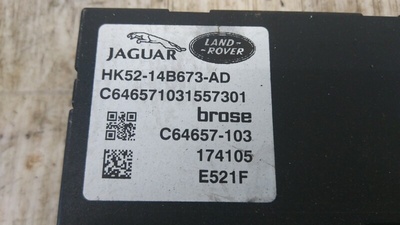 JAGUAR
LAND-
ROVER
HK52-14B673-AD
C646571031557301
brose
C64657-103
174105
E521F